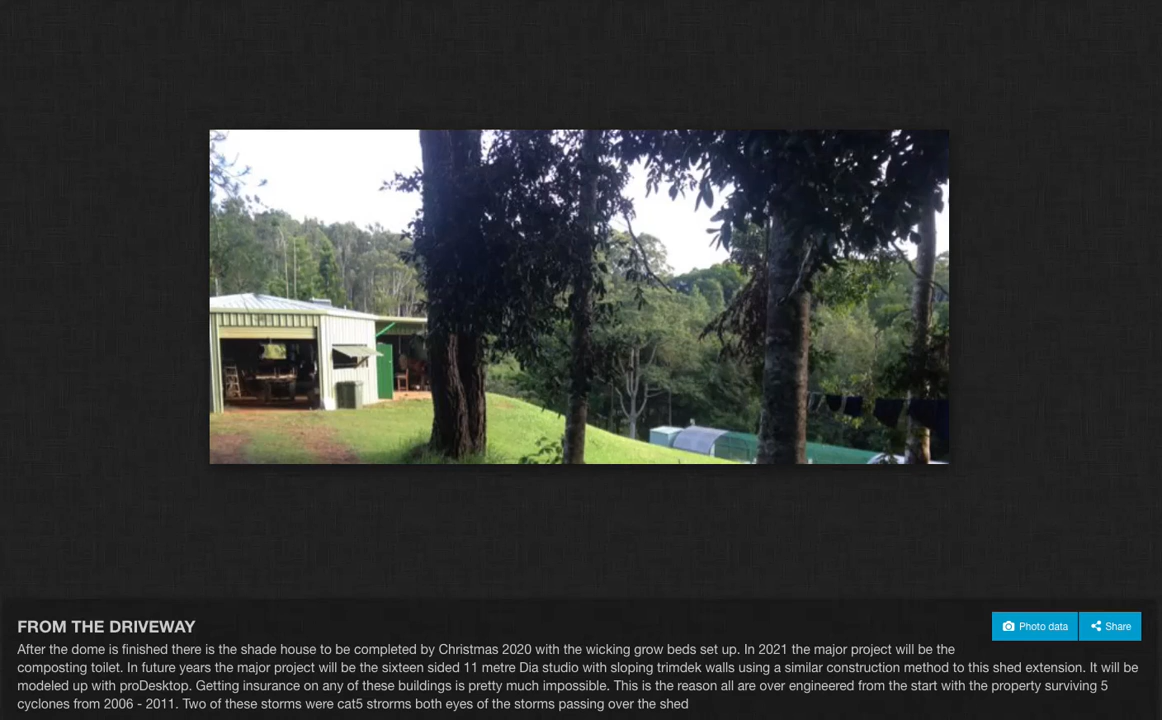 FROM THE DRIVEWAY
Photo data
Share
After the dome is finished there is the shade house to be completed by Christmas 2020 with the wicking grow beds set up. In 2021 the major project will be the
composting toilet. In future years the major project will be the sixteen sided 11 metre Dia studio with sloping trimdek walls using a similar construction method to this shed extension. It will be
modeled up with proDesktop. Getting insurance on any of these buildings is pretty much impossible. This is the reason all are over engineered from the start with the property surviving 5
cyclones from 2006 - 2011. Two of these storms were cat5 strorms both eyes of the storms passing over the shed